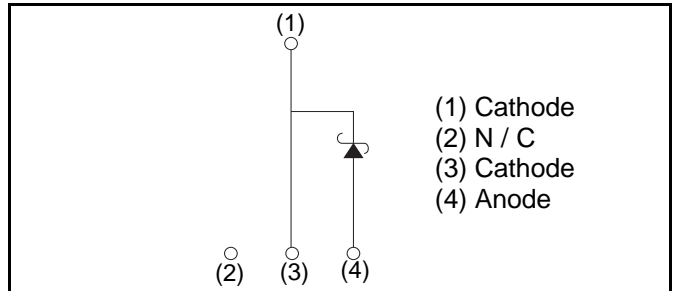 (1)
(1) Cathode
(2) N / C
(3) Cathode
(4) Anode
(2) (3) (4)